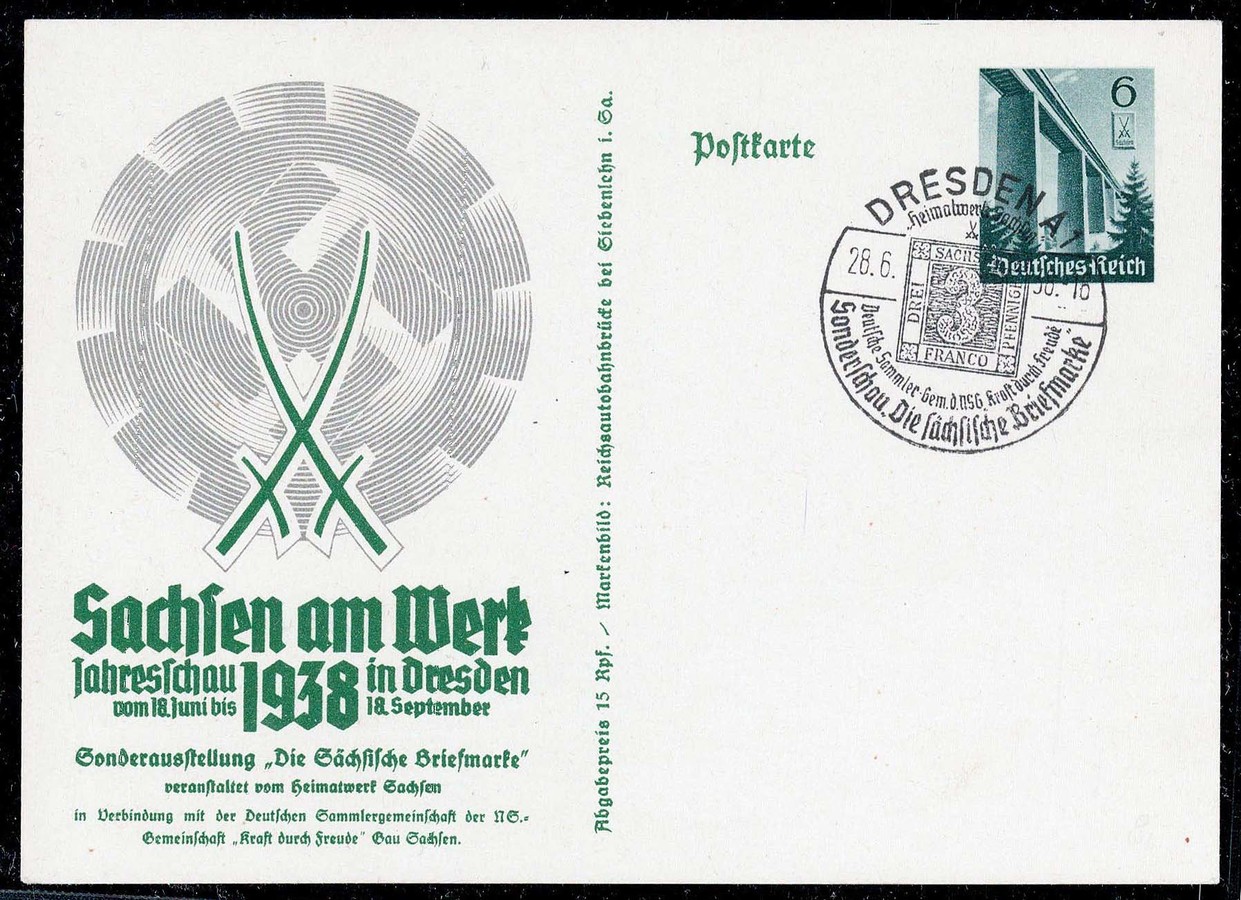 Sachsen am Werk
Jahresschau 1938 in Dresden
vom 18. Juni bis 18. September
Sonderausstellung „Die Sächsische Briefmarke“
veranstaltet vom Heimatwerk Sachsen
in Verbindung mit der Deutschen Sammlergemeinschaft der NS.-
Gemeinschaft „Kraft durch Freude“ Gau Sachsen.
Abgabepreis 15 Rpf. / Markenbild: Reichsautobahnbrücke bei Siebenlehn i. Sa.
Postkarte
6
Deutsches Reich
DRESDEN A 1
Heimatwerk Sachsen
28. 6. 38. - 16
DREI
PFENNIGE
FRANCO
3
Deutsche Sammler-Gem. d. NSG „Kraft durch Freude“
Sonderschau „Die sächsische Briefmarke“